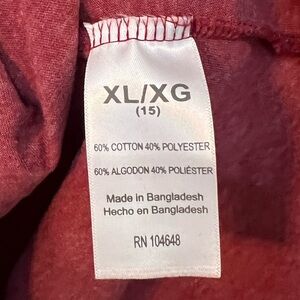 XL/XG
(15)
60% COTTON 40% POLYESTER
60% ALGODON 40% POLIÉSTER
Made in Bangladesh
Hecho en Bangladesh
RN 104648